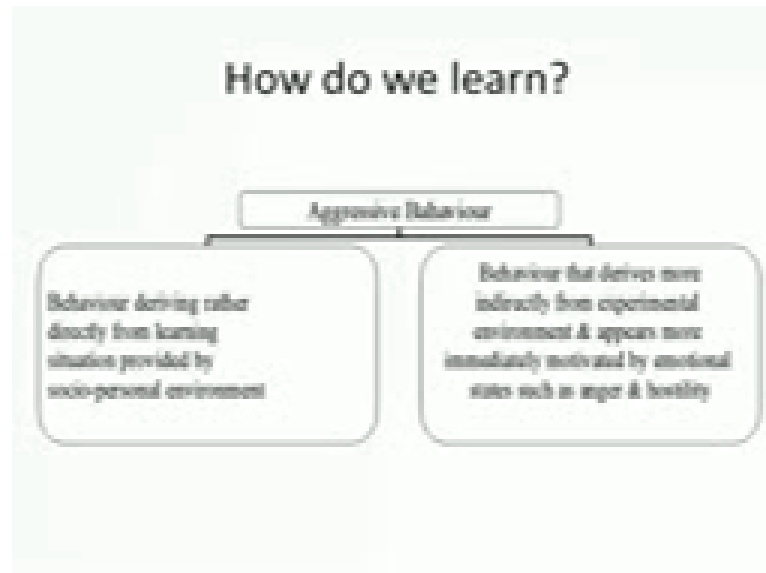 How do we learn?
Aggressive Behaviour
Behaviour deriving rather
directly from learning
situation provided by
socio-personal environment
Behaviour that derives more
indirectly from experimental
environment & appears more
immediately motivated by emotional
states such as anger & hostility